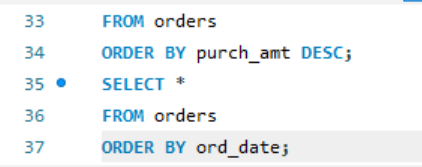 33 FROM orders
34 ORDER BY purch_amt DESC;
35 SELECT *
36 FROM orders
37 ORDER BY ord_date;